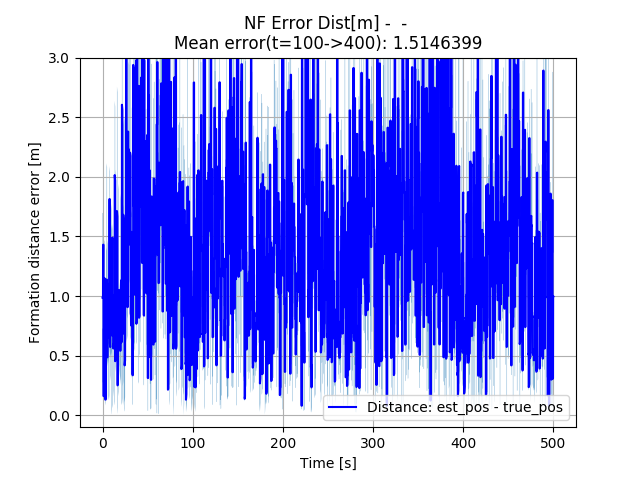 NF Error Dist[m] -  -
Mean error(t=100->400): 1.5146399
3.0
2.5
2.0
1.5
1.0
0.5
0.0
Formation distance error [m]
Distance: est_pos - true_pos
0 100 200 300 400 500
Time [s]